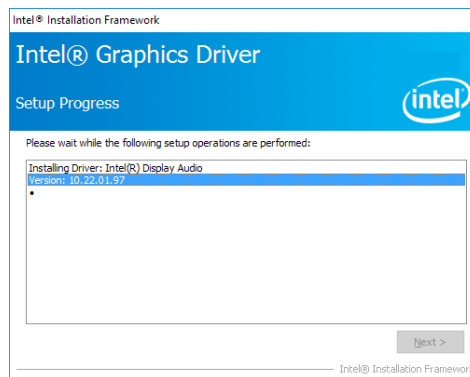 Intel® Installation Framework
Intel® Graphics Driver
Setup Progress
intel
Please wait while the following setup operations are performed:
Installing Driver: Intel(R) Display Audio
Version: 10.22.01.97
Next >
Intel® Installation Framewor